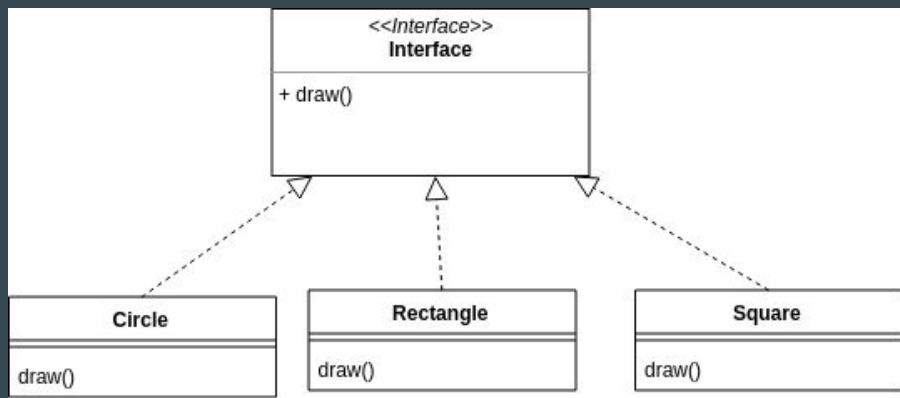 <<Interface>>
Interface
+ draw()
Circle
Rectangle
Square
draw()
draw()
draw()